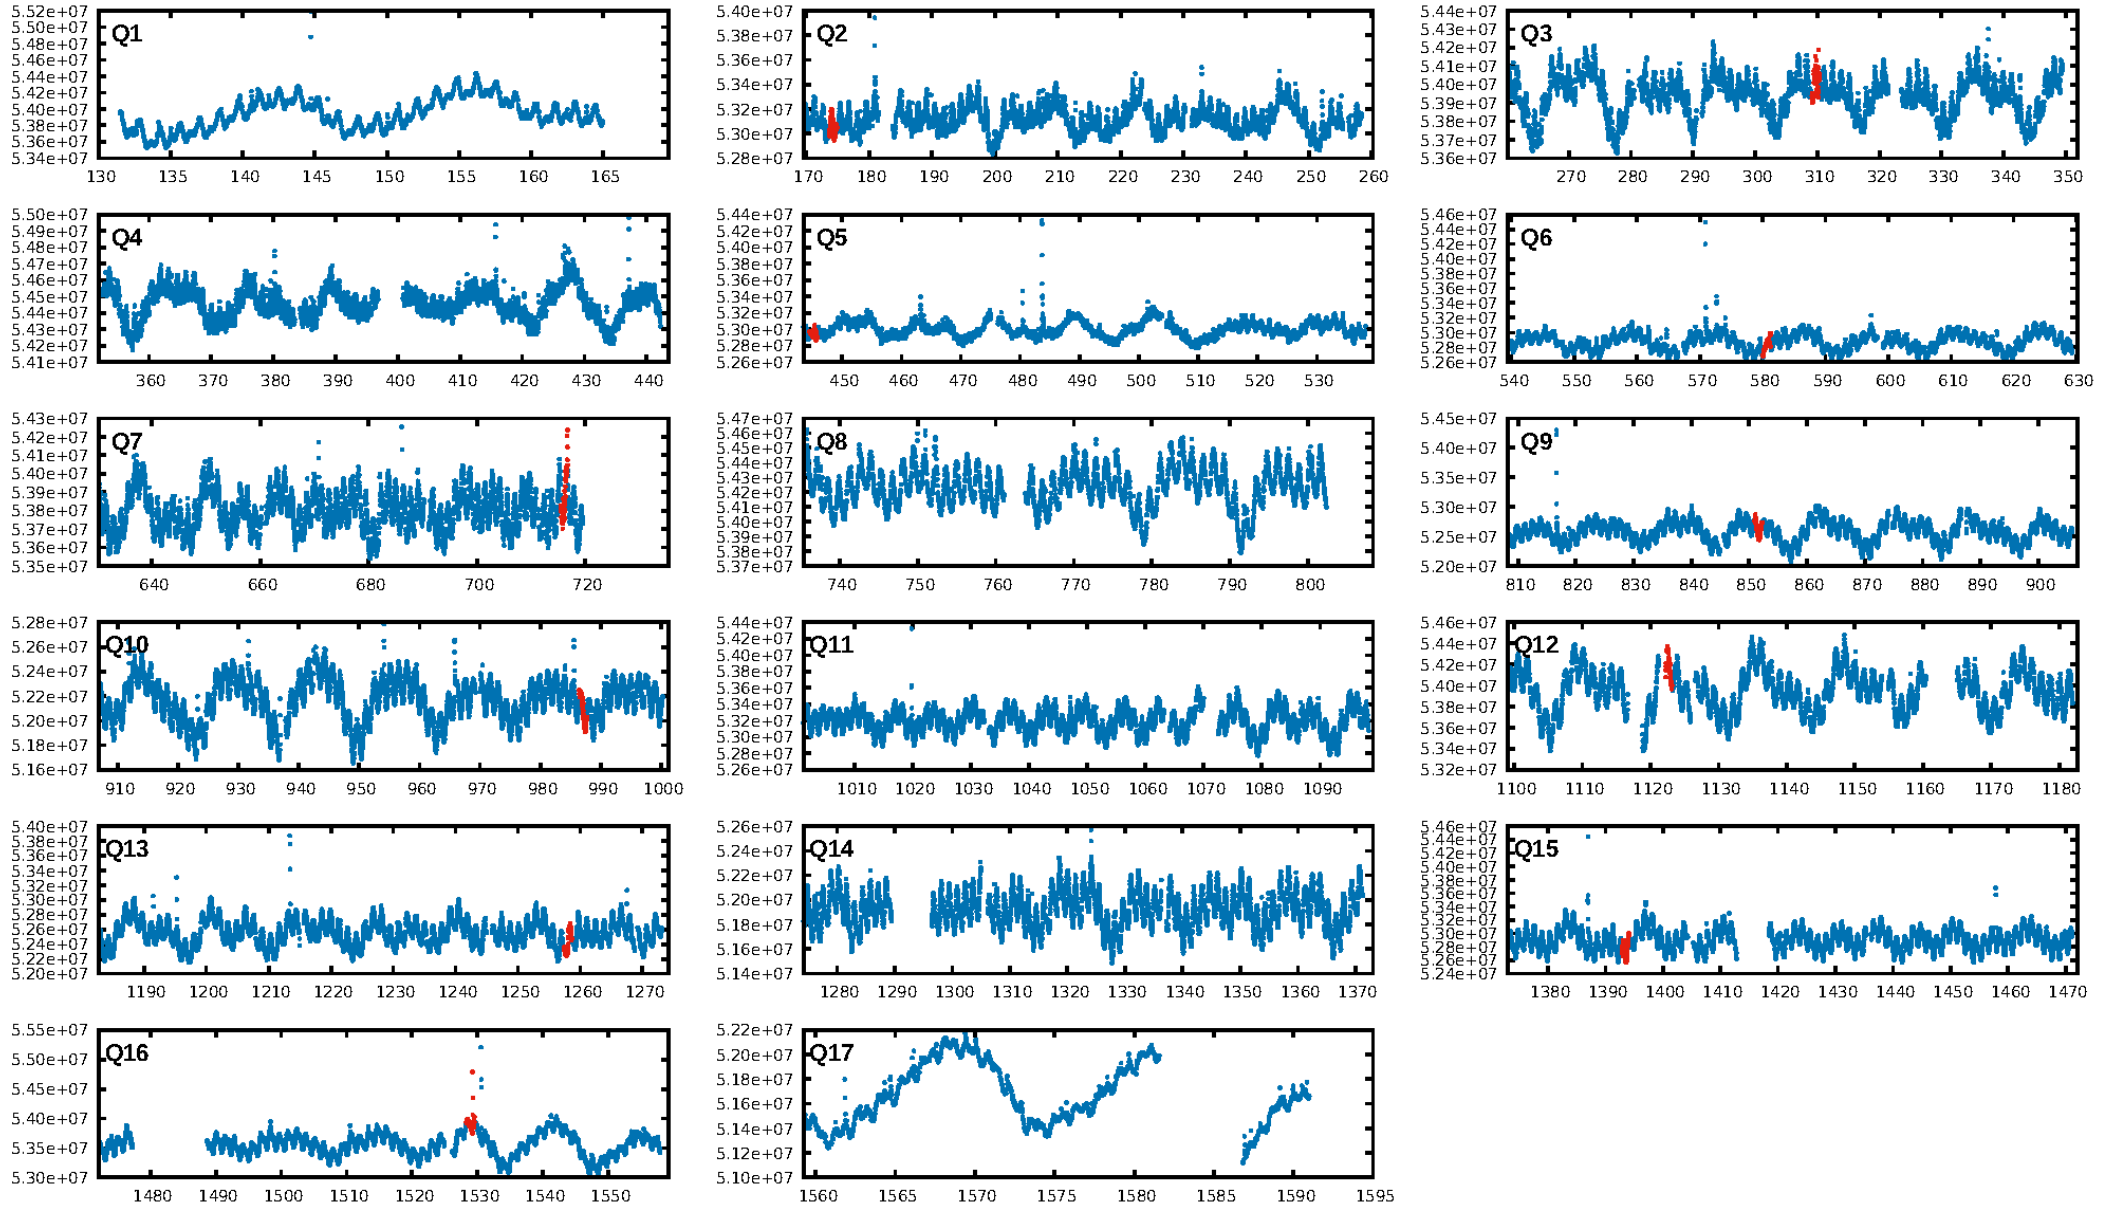 5.52e+07
5.50e+07
5.48e+07
5.46e+07
5.44e+07
5.42e+07
5.40e+07
5.38e+07
5.36e+07
5.34e+07
Q1
130 135 140 145 150 155 160 165
5.40e+07
5.38e+07
5.36e+07
5.34e+07
5.32e+07
5.30e+07
5.28e+07
Q2
170 180 190 200 210 220 230 240 250 260
5.44e+07
5.43e+07
5.42e+07
5.41e+07
5.40e+07
5.39e+07
5.38e+07
5.37e+07
5.36e+07
Q3
270 280 290 300 310 320 330 340 350
5.50e+07
5.49e+07
5.48e+07
5.47e+07
5.46e+07
5.45e+07
5.44e+07
5.43e+07
5.42e+07
5.41e+07
Q4
360 370 380 390 400 410 420 430 440
5.44e+07
5.42e+07
5.40e+07
5.38e+07
5.36e+07
5.34e+07
5.32e+07
5.30e+07
5.28e+07
5.26e+07
Q5
450 460 470 480 490 500 510 520 530
5.46e+07
5.44e+07
5.42e+07
5.40e+07
5.38e+07
5.36e+07
5.34e+07
5.32e+07
5.30e+07
5.28e+07
5.26e+07
Q6
540 550 560 570 580 590 600 610 620 630
5.43e+07
5.42e+07
5.41e+07
5.40e+07
5.39e+07
5.38e+07
5.37e+07
5.36e+07
5.35e+07
Q7
640 660 680 700 720
5.47e+07
5.46e+07
5.45e+07
5.44e+07
5.43e+07
5.42e+07
5.41e+07
5.40e+07
5.39e+07
5.38e+07
5.37e+07
Q8
740 750 760 770 780 790 800
5.45e+07
5.40e+07
5.35e+07
5.30e+07
5.25e+07
5.20e+07
Q9
810 820 830 840 850 860 870 880 890 900
5.28e+07
5.26e+07
5.24e+07
5.22e+07
5.20e+07
5.18e+07
5.16e+07
Q10
910 920 930 940 950 960 970 980 990 1000
5.44e+07
5.42e+07
5.40e+07
5.38e+07
5.36e+07
5.34e+07
5.32e+07
5.30e+07
5.28e+07
5.26e+07
Q11
1010 1020 1030 1040 1050 1060 1070 1080 1090
5.46e+07
5.44e+07
5.42e+07
5.40e+07
5.38e+07
5.36e+07
5.34e+07
5.32e+07
Q12
1100 1110 1120 1130 1140 1150 1160 1170 1180
5.40e+07
5.38e+07
5.36e+07
5.34e+07
5.32e+07
5.30e+07
5.28e+07
5.26e+07
5.24e+07
5.22e+07
5.20e+07
Q13
1190 1200 1210 1220 1230 1240 1250 1260 1270
5.26e+07
5.24e+07
5.22e+07
5.20e+07
5.18e+07
5.16e+07
5.14e+07
Q14
1280 1290 1300 1310 1320 1330 1340 1350 1360 1370
5.46e+07
5.44e+07
5.42e+07
5.40e+07
5.38e+07
5.36e+07
5.34e+07
5.32e+07
5.30e+07
5.28e+07
5.26e+07
5.24e+07
Q15
1380 1390 1400 1410 1420 1430 1440 1450 1460 1470
5.55e+07
5.50e+07
5.45e+07
5.40e+07
5.35e+07
5.30e+07
Q16
1480 1490 1500 1510 1520 1530 1540 1550
5.22e+07
5.20e+07
5.18e+07
5.16e+07
5.14e+07
5.12e+07
5.10e+07
Q17
1560 1565 1570 1575 1580 1585 1590 1595